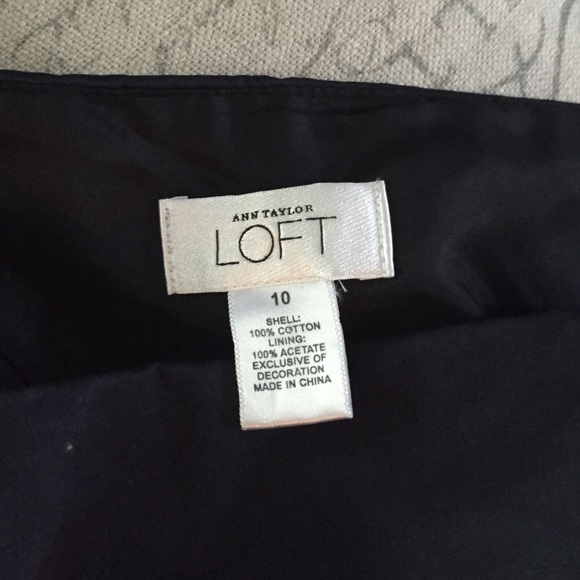 ANN TAYLOR
LOFT
10
SHELL:
100% COTTON
LINING:
100% ACETATE
EXCLUSIVE OF
DECORATION
MADE IN CHINA